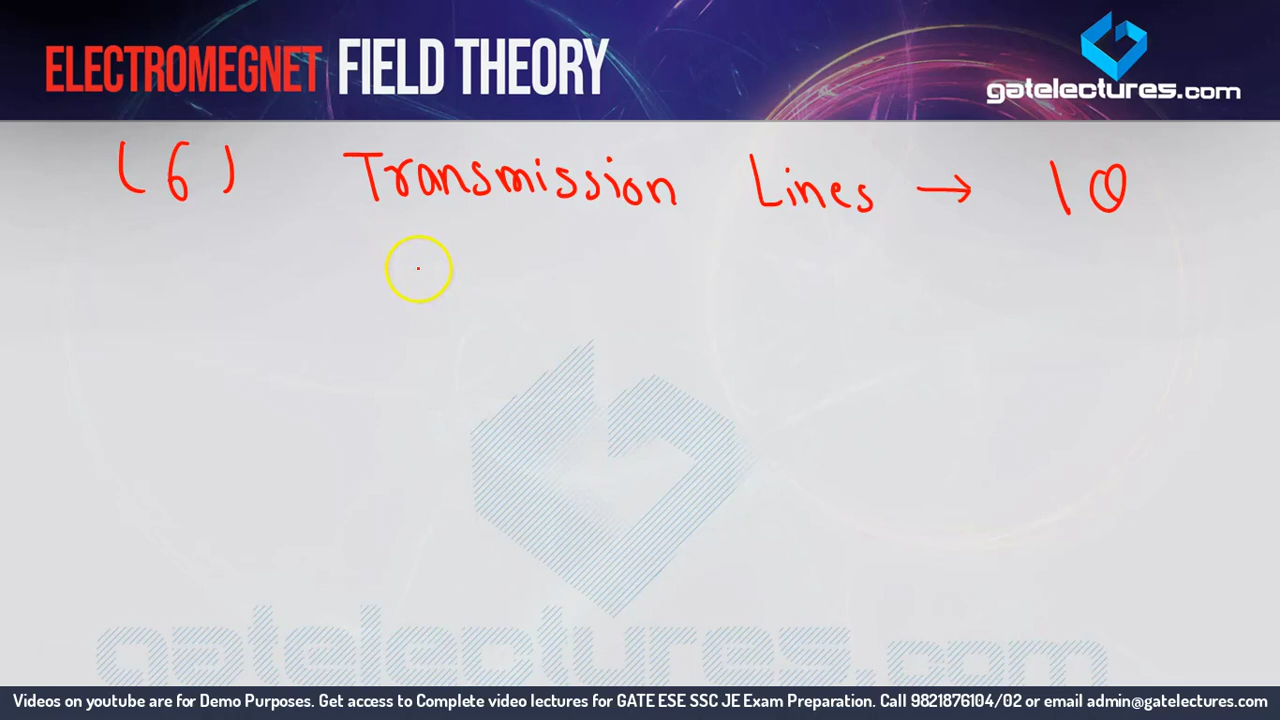 ELECTROMEGNET FIELD THEORY
gatelectures.com
(6) Transmission Lines → 10
gatelectures.com
Videos on youtube are for Demo Purposes. Get access to Complete video lectures for GATE ESE SSC JE Exam Preparation. Call 9821876104/02 or email admin@gatelectures.com